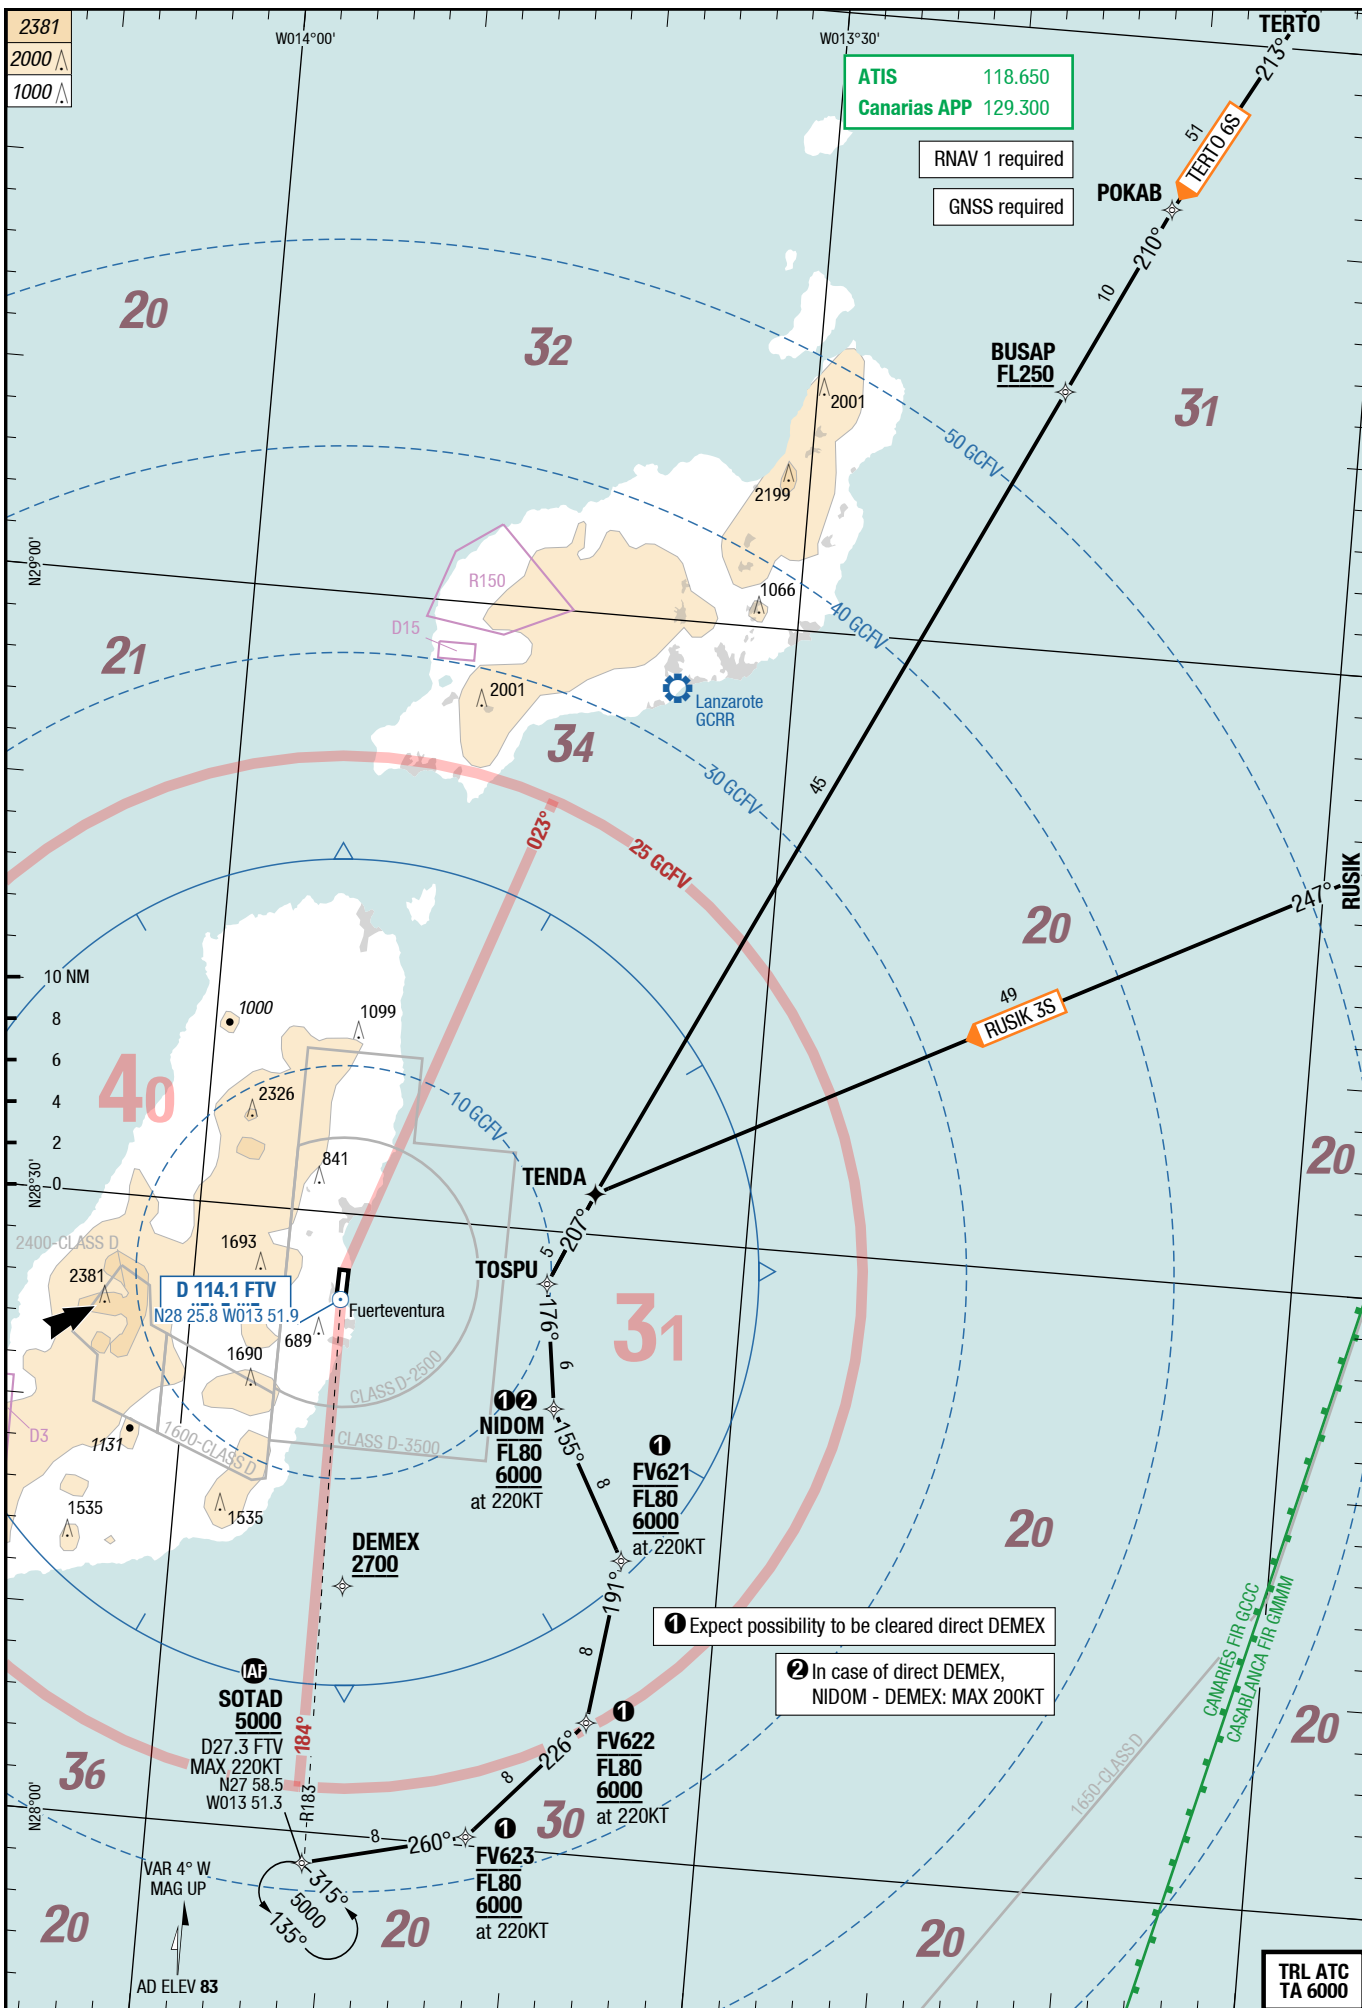 2381
2000
1000
W014°00'
W013°30'
TERTO
213°
ATIS 118.650
Canarias APP 129.300
RNAV 1 required
GNSS required
51
TERTO 6S
POKAB
210°
10
BUSAP
FL250
20
32
31
2001
50 GCFV
2199
N29°00'
R150
1066
D15
40 GCFV
21
2001
Lanzarote
GCRR
34
30 GCFV
45
023°
25 GCFV
RUSIK
247°
20
10 NM
8
6
4
2
0
49
RUSIK 3S
1000
1099
40
2326
10 GCFV
841
20
N28°30'
TENDA
207°
5
2400-CLASS D
1693
TOSPU
2381
D 114.1 FTV
N28 25.8 W013 51.9
Fuerteventura
176°
31
689
6
1690
CLASS D-2500
D3
1131
1600-CLASS D
CLASS D-3500
1 2
NIDOM
FL80
6000
at 220KT
155°
8
1
FV621
FL80
6000
at 220KT
1535
1535
20
DEMEX
2700
191°
8
1 Expect possibility to be cleared direct DEMEX
2 In case of direct DEMEX,
NIDOM - DEMEX: MAX 200KT
CANARIES FIR GCCC
CASABLANCA FIR GMMM
IAF
SOTAD
5000
D27.3 FTV
MAX 220KT
N27 58.5
W013 51.3
184°
R183
36
226°
8
1
FV622
FL80
6000
at 220KT
20
1650-CLASS D
N28°00'
8
260°
30
1
FV623
FL80
6000
at 220KT
VAR 4° W
MAG UP
315°
5000
135°
20
20
20
AD ELEV 83
TRL ATC
TA 6000